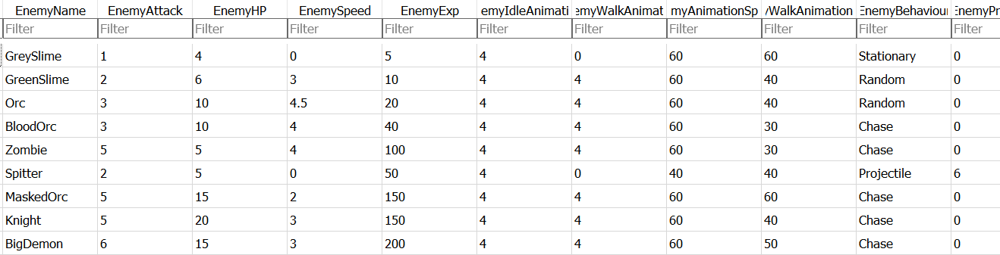 EnemyName EnemyAttack EnemyHP EnemySpeed EnemyExp emyIdleAnimati emyWalkAnimat myAnimationSp WalkAnimation EnemyBehaviour EnemyPr
Filter Filter Filter Filter Filter Filter Filter Filter Filter Filter Filter
GreySlime 1 4 0 5 4 0 60 60 Stationary 0
GreenSlime 2 6 3 10 4 4 60 40 Random 0
Orc 3 10 4.5 20 4 4 60 40 Random 0
BloodOrc 3 10 4 40 4 4 60 30 Chase 0
Zombie 5 5 4 100 4 4 60 30 Chase 0
Spitter 2 5 0 50 4 0 40 40 Projectile 6
MaskedOrc 5 15 2 150 4 4 60 60 Chase 0
Knight 5 20 3 150 4 4 60 40 Chase 0
BigDemon 6 15 3 200 4 4 60 50 Chase 0